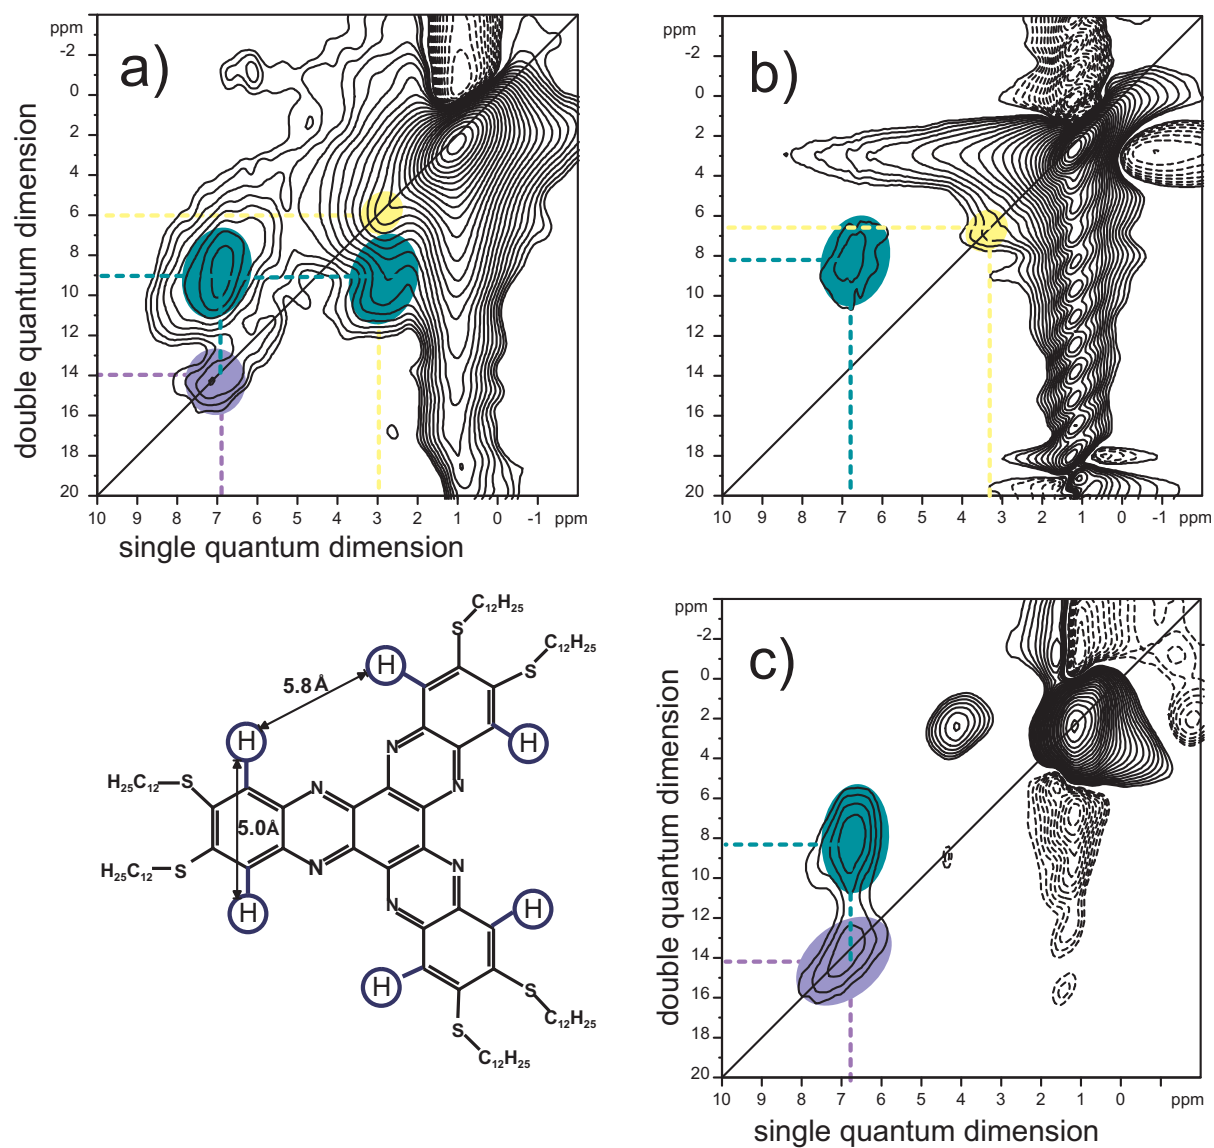 a)
ppm
-2
0
2
4
6
8
10
12
14
16
18
20
double quantum dimension
10 9 8 7 6 5 4 3 2 1 0 -1 ppm
single quantum dimension
b)
ppm
-2
0
2
4
6
8
10
12
14
16
18
20
10 9 8 7 6 5 4 3 2 1 0 -1 ppm
C12H25
C12H25
S
S
H
5.8Å
H
H
N
N
N
N
H25C12 S
5.0Å
H25C12 S
N
N
H
H
H
S
C12H25
S
C12H25
c)
ppm
-2
0
2
4
6
8
10
12
14
16
18
20
double quantum dimension
10 9 8 7 6 5 4 3 2 1 0 ppm
single quantum dimension